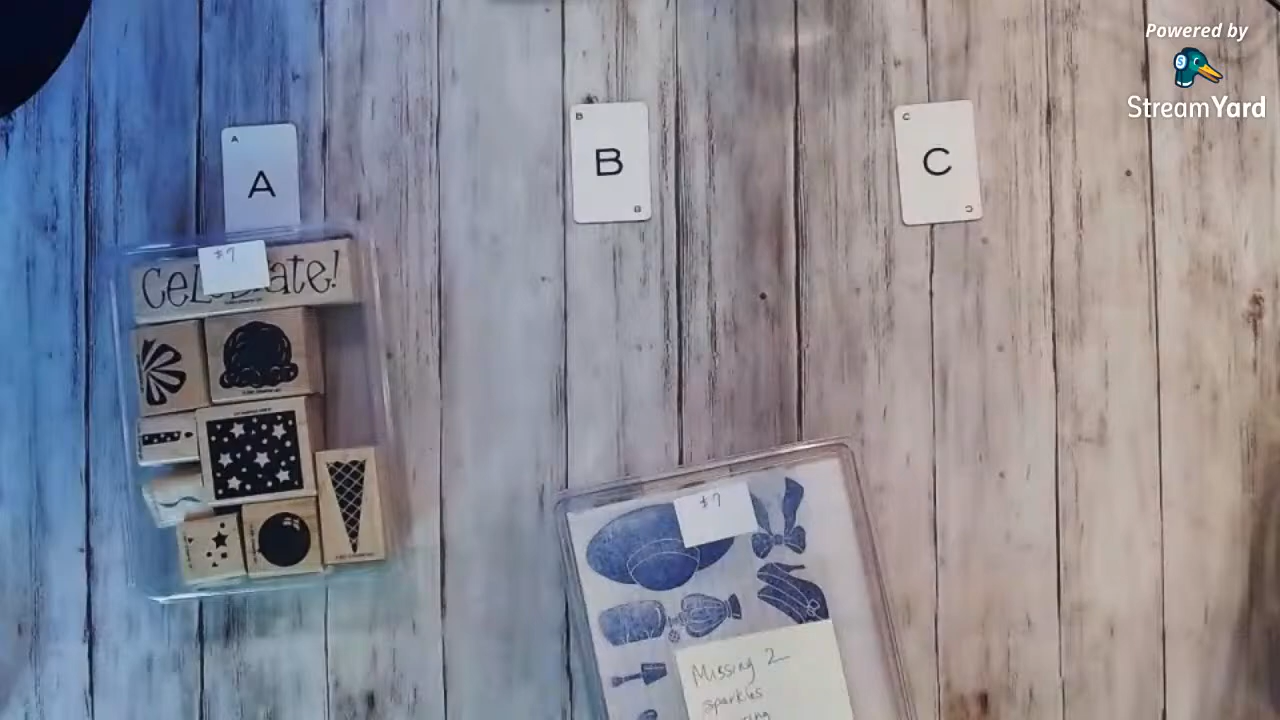 Powered by
StreamYard
A
A
B
B
B
C
C
C
$7
CeLebrate!
$7
Missing 2
sparkles